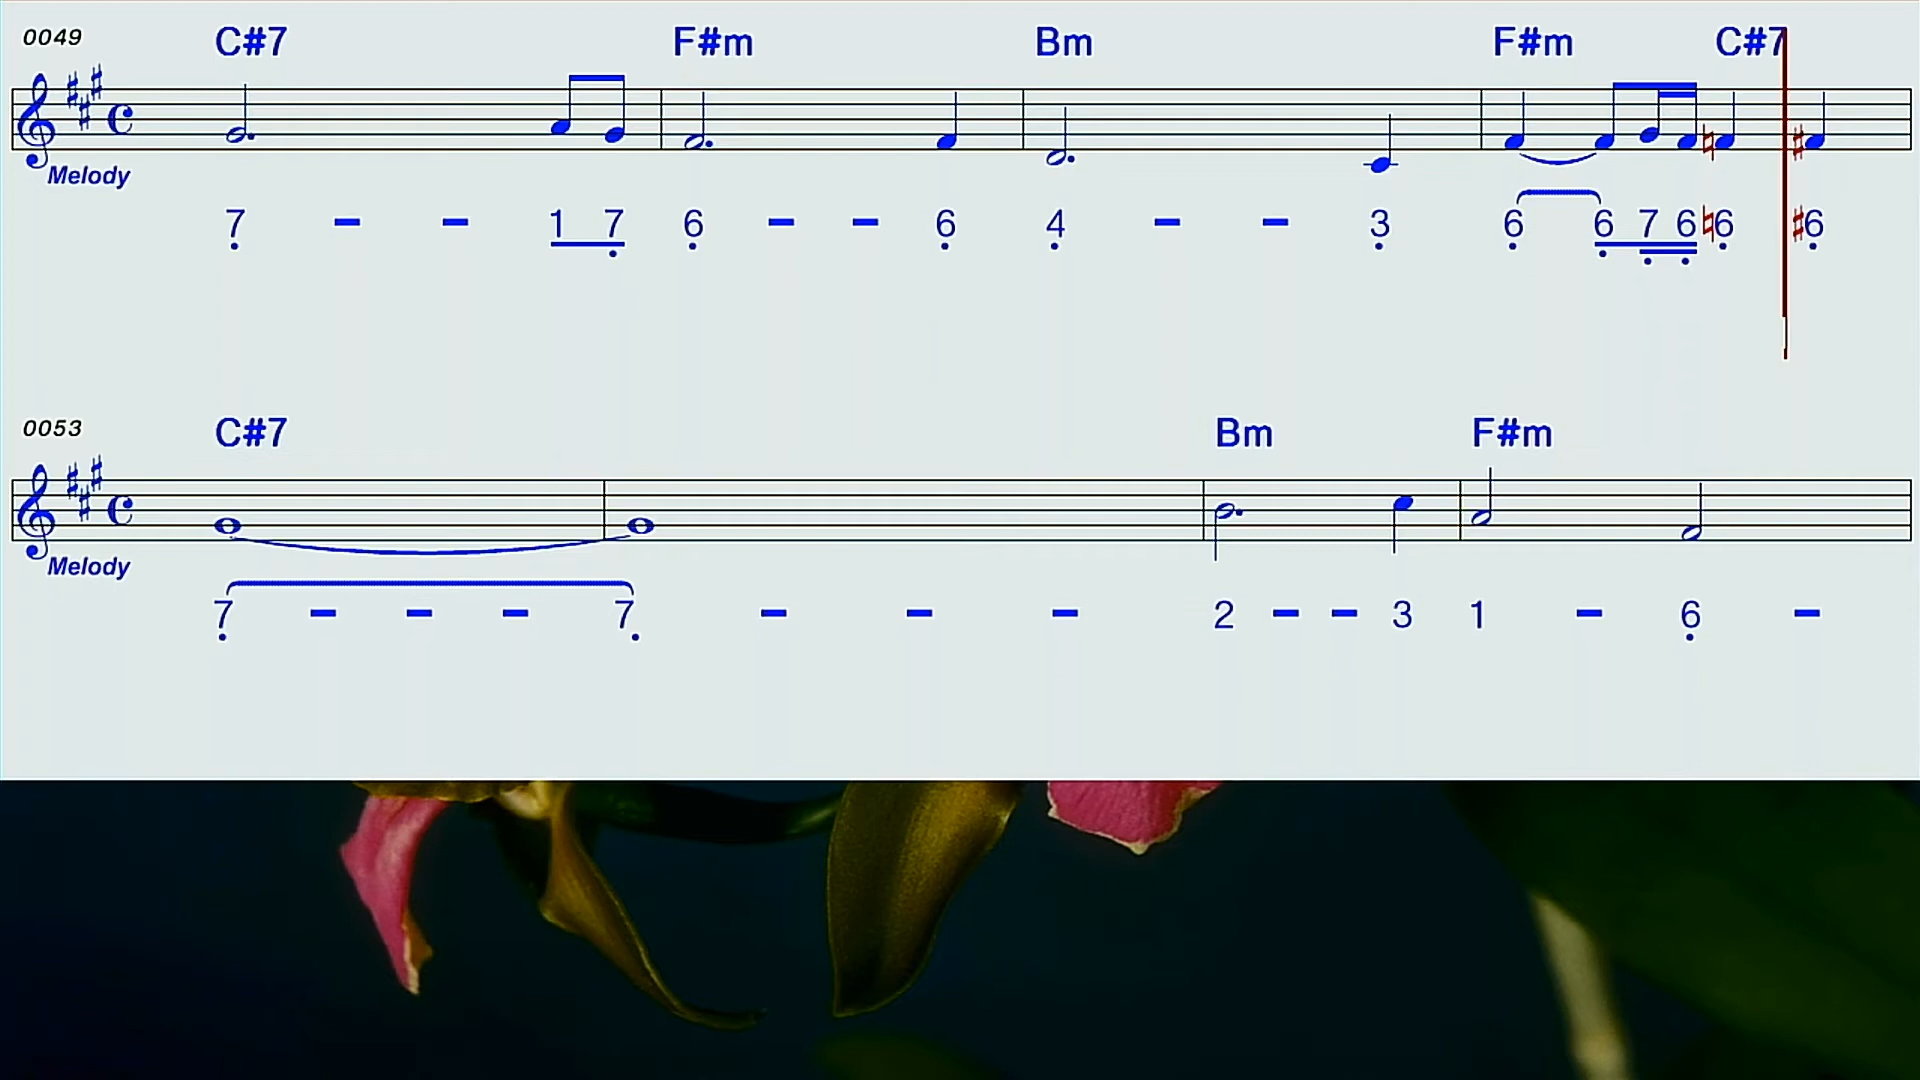 0049 C#7 F#m Bm F#m C#7
Melody
7 - - 1 7 6 - - 6 4 - - 3 6 6 7 6 ♮6 ♯6
0053 C#7 Bm F#m
Melody
7 - - - 7 - - - 2 - - 3 1 - 6 -